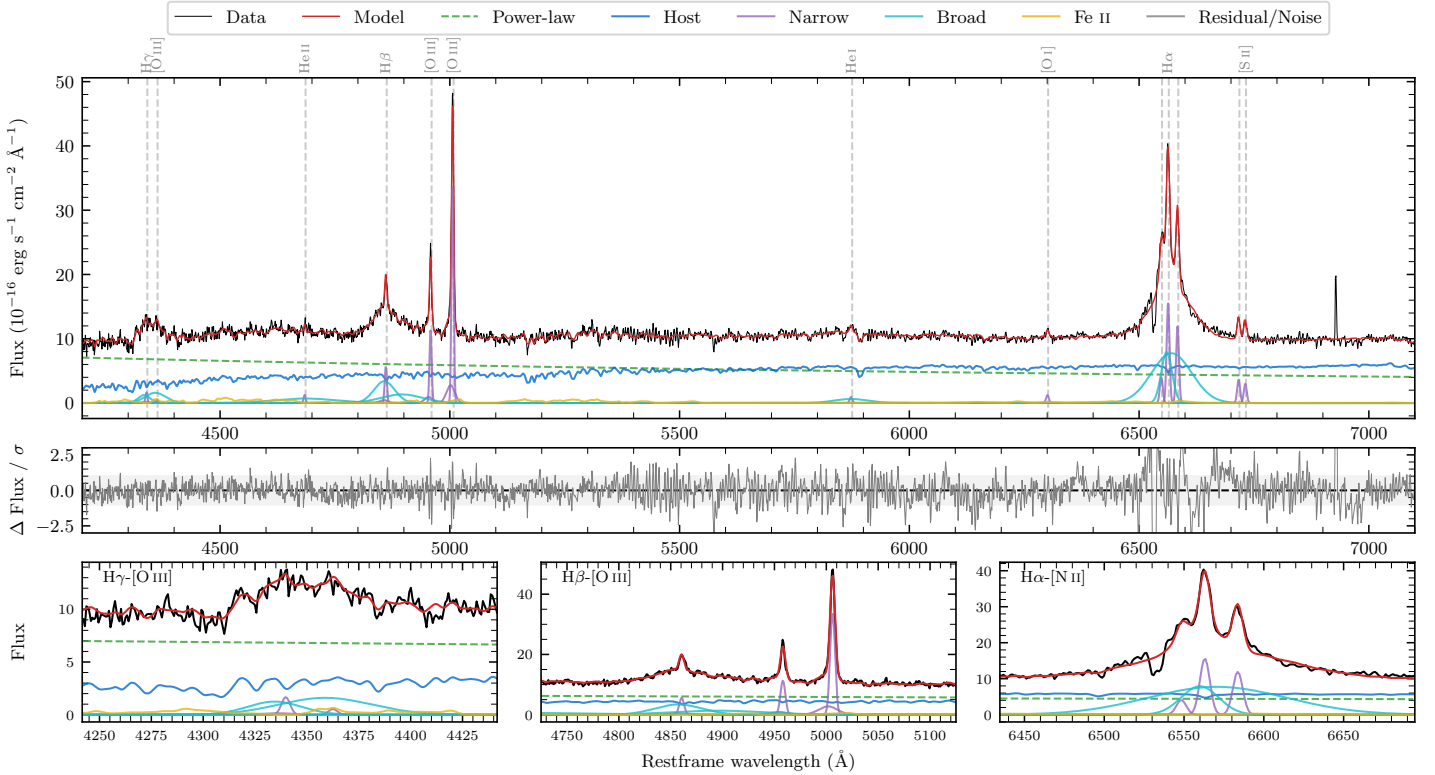 Data Model Power-law Host Narrow Broad Fe II Residual/Noise
Hγ [O III] He II Hβ [O III] [O III] He I [O I] Hα [S II]
Flux (10⁻¹⁶ erg s⁻¹ cm⁻² Å⁻¹)
50
40
30
20
10
0
4500 5000 5500 6000 6500 7000
Δ Flux / σ
2.5
0.0
−2.5
4500 5000 5500 6000 6500 7000
Flux
Hγ-[O III]
10
5
0
4250 4275 4300 4325 4350 4375 4400 4425
Hβ-[O III]
40
20
0
4750 4800 4850 4900 4950 5000 5050 5100
Hα-[N II]
40
30
20
10
0
6450 6500 6550 6600 6650
Restframe wavelength (Å)